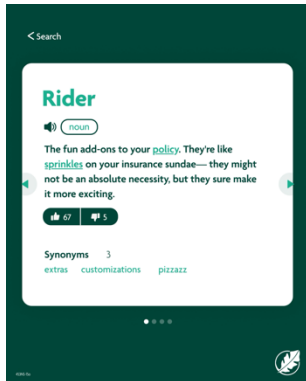 < Search
Rider
noun
The fun add-ons to your policy. They're like
sprinkles on your insurance sundae— they might
not be an absolute necessity, but they sure make
it more exciting.
67 5
Synonyms 3
extras customizations pizzazz